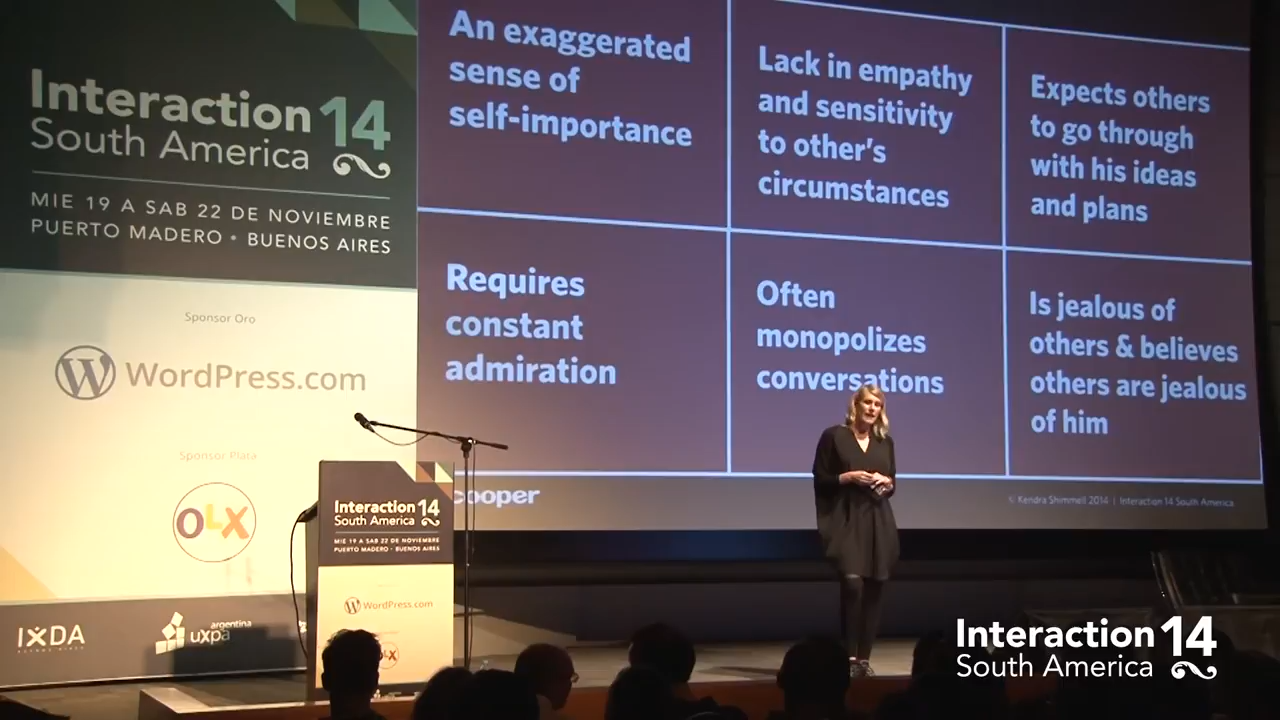 Interaction 14
South America
MIE 19 A SAB 22 DE NOVIEMBRE
PUERTO MADERO • BUENOS AIRES
Sponsor Oro
WordPress.com
Sponsor Plata
OLX
IXDA
BUENOS AIRES
argentina
uxpa
An exaggerated
sense of
self-importance
Lack in empathy
and sensitivity
to other's
circumstances
Expects others
to go through
with his ideas
and plans
Requires
constant
admiration
Often
monopolizes
conversations
Is jealous of
others & believes
others are jealous
of him
cooper
© Kendra Shimmell 2014 | Interaction 14 South America
Interaction 14
South America
MIE 19 A SAB 22 DE NOVIEMBRE
PUERTO MADERO • BUENOS AIRES
WordPress.com
OLX
Interaction 14
South America